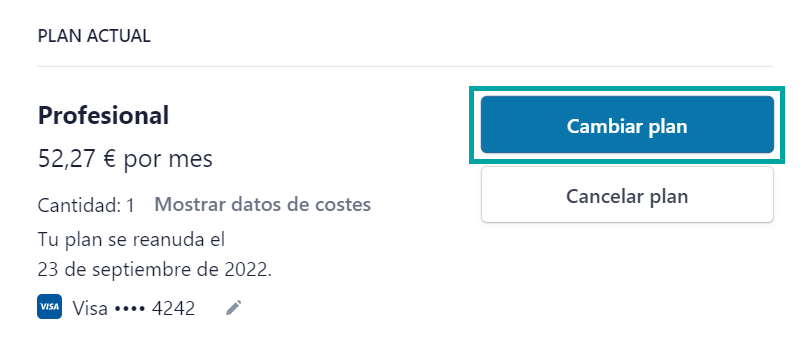 PLAN ACTUAL
Profesional
52,27 € por mes
Cantidad: 1 Mostrar datos de costes
Tu plan se reanuda el
23 de septiembre de 2022.
VISA Visa •••• 4242
Cambiar plan
Cancelar plan